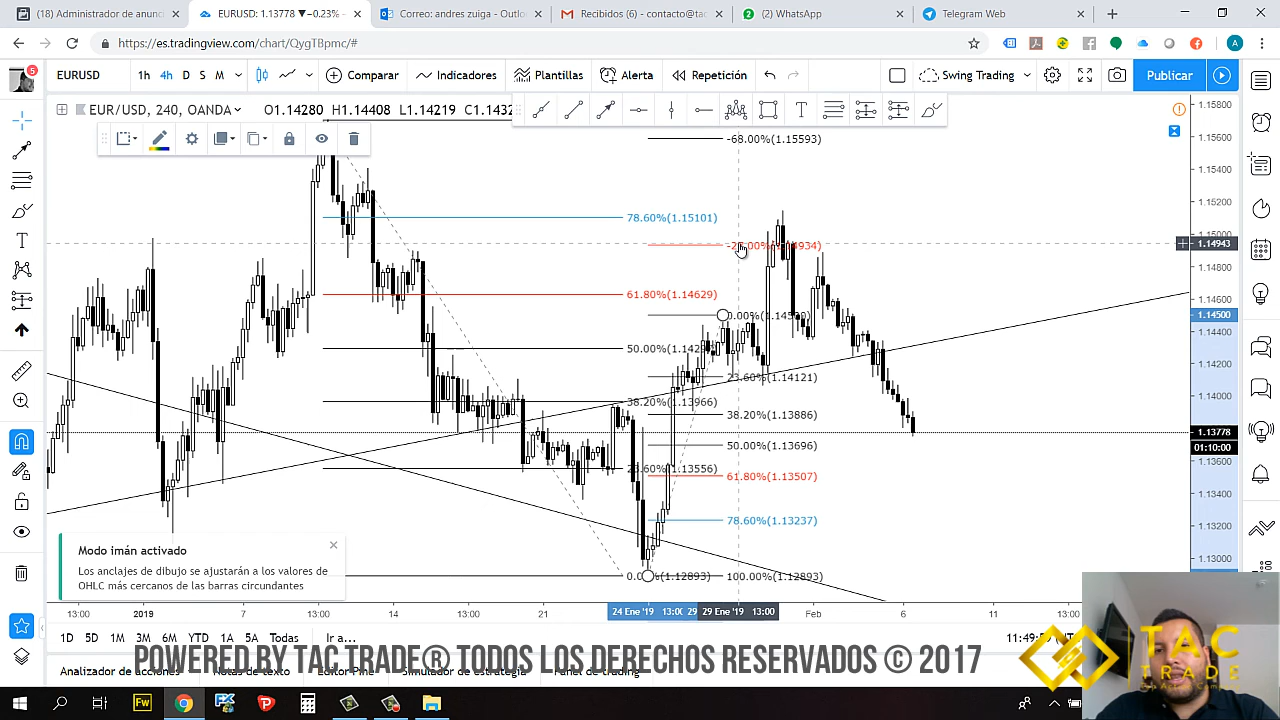 (18) Administrador de anunc
EURUSD 1.13778 ▼−0.23%
Correo: andres zuiga - Outlo
Recibidos (6) - contacto@tac
(2) WhatsApp
Telegram Web
https://es.tradingview.com/chart/QygTBpmc/#
A
5
EURUSD
1h 4h D S M
Comparar
Indicadores
Plantillas
Alerta
Repetición
Swing Trading
Publicar
EUR/USD, 240, OANDA O1.14280 H1.14408 L1.14219 C1.1432
-68.00%(1.15593)
78.60%(1.15101)
61.80%(1.14629)
0.00%
50.00%
23.60%(1.14121)
38.20%(1.13966)
38.20%(1.13886)
50.00%(1.13696)
23.60%(1.13556)
61.80%(1.13507)
78.60%(1.13237)
100.00%(1.12893)
1.15800
1.15600
1.15400
1.15200
1.15000
1.14943
1.14800
1.14600
1.14500
1.14400
1.14200
1.14000
1.13778
01:10:00
1.13600
1.13400
1.13200
1.13000
Modo imán activado
Los anclajes de dibujo se ajustarán a los valores de
OHLC más cercanos de las barras circundantes
13:00 2019 7 13:00 14 13:00 21 24 Ene '19 13:00 29 29 Ene '19 13:00 Feb 6 11 13:00
1D 5D 1M 3M 6M YTD 1A 5A Todas Ir a...
11:49:5
Analizador de acciones
Notas de texto
Editor Pine
Simulador de estrategia
Panel de trading
POWERED BY TAC TRADE® TODOS LOS DERECHOS RESERVADOS © 2017
TAC
TRADE
Fw